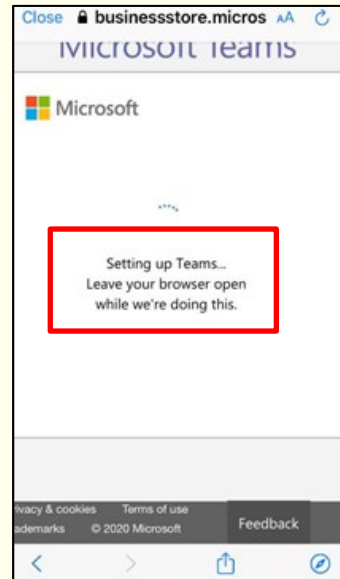 Close businessstore.micros AA
Microsoft Teams
Microsoft
Setting up Teams...
Leave your browser open
while we're doing this.
ivacy & cookies Terms of use
ademarks © 2020 Microsoft
Feedback